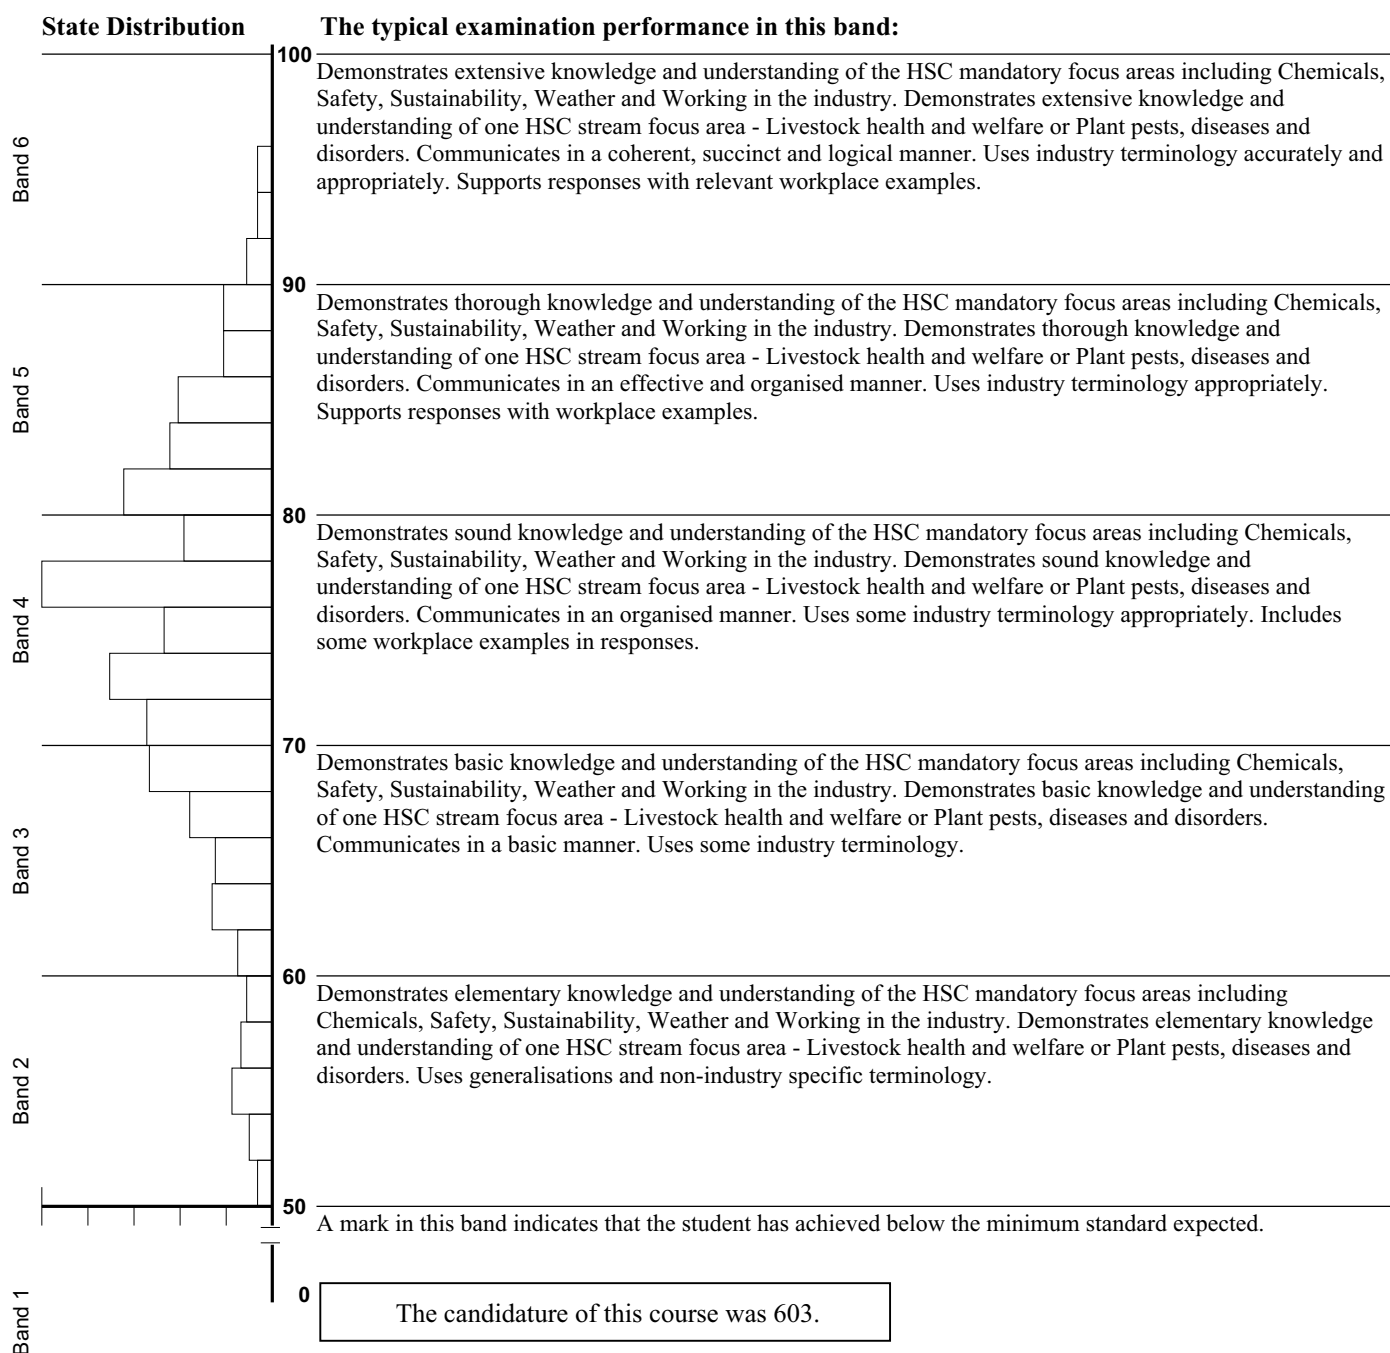 State Distribution
The typical examination performance in this band:
100
Band 6
Demonstrates extensive knowledge and understanding of the HSC mandatory focus areas including Chemicals,
Safety, Sustainability, Weather and Working in the industry. Demonstrates extensive knowledge and
understanding of one HSC stream focus area - Livestock health and welfare or Plant pests, diseases and
disorders. Communicates in a coherent, succinct and logical manner. Uses industry terminology accurately and
appropriately. Supports responses with relevant workplace examples.
90
Band 5
Demonstrates thorough knowledge and understanding of the HSC mandatory focus areas including Chemicals,
Safety, Sustainability, Weather and Working in the industry. Demonstrates thorough knowledge and
understanding of one HSC stream focus area - Livestock health and welfare or Plant pests, diseases and
disorders. Communicates in an effective and organised manner. Uses industry terminology appropriately.
Supports responses with workplace examples.
80
Band 4
Demonstrates sound knowledge and understanding of the HSC mandatory focus areas including Chemicals,
Safety, Sustainability, Weather and Working in the industry. Demonstrates sound knowledge and
understanding of one HSC stream focus area - Livestock health and welfare or Plant pests, diseases and
disorders. Communicates in an organised manner. Uses some industry terminology appropriately. Includes
some workplace examples in responses.
70
Band 3
Demonstrates basic knowledge and understanding of the HSC mandatory focus areas including Chemicals,
Safety, Sustainability, Weather and Working in the industry. Demonstrates basic knowledge and understanding
of one HSC stream focus area - Livestock health and welfare or Plant pests, diseases and disorders.
Communicates in a basic manner. Uses some industry terminology.
60
Band 2
Demonstrates elementary knowledge and understanding of the HSC mandatory focus areas including
Chemicals, Safety, Sustainability, Weather and Working in the industry. Demonstrates elementary knowledge
and understanding of one HSC stream focus area - Livestock health and welfare or Plant pests, diseases and
disorders. Uses generalisations and non-industry specific terminology.
50
A mark in this band indicates that the student has achieved below the minimum standard expected.
Band 1
0
The candidature of this course was 603.